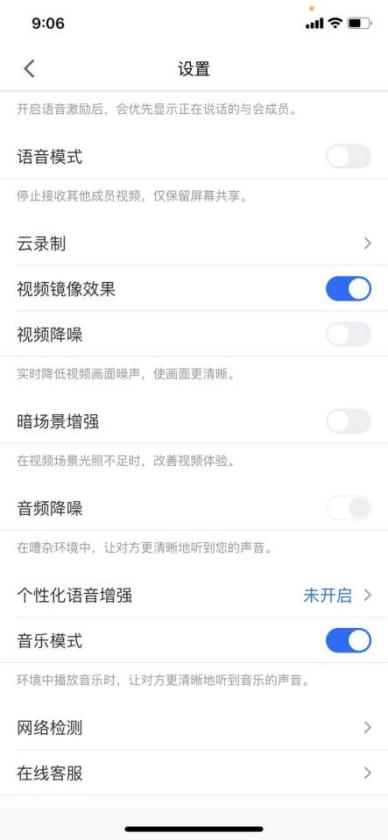 9:06
设置
开启语音激励后，会优先显示正在说话的与会成员。
语音模式
停止接收其他成员视频，仅保留屏幕共享。
云录制
视频镜像效果
视频降噪
实时降低视频画面噪声，使画面更清晰。
暗场景增强
在视频场景光照不足时，改善视频体验。
音频降噪
在嘈杂环境中，让对方更清晰地听到您的声音。
个性化语音增强 未开启
音乐模式
环境中播放音乐时，让对方更清晰地听到音乐的声音。
网络检测
在线客服